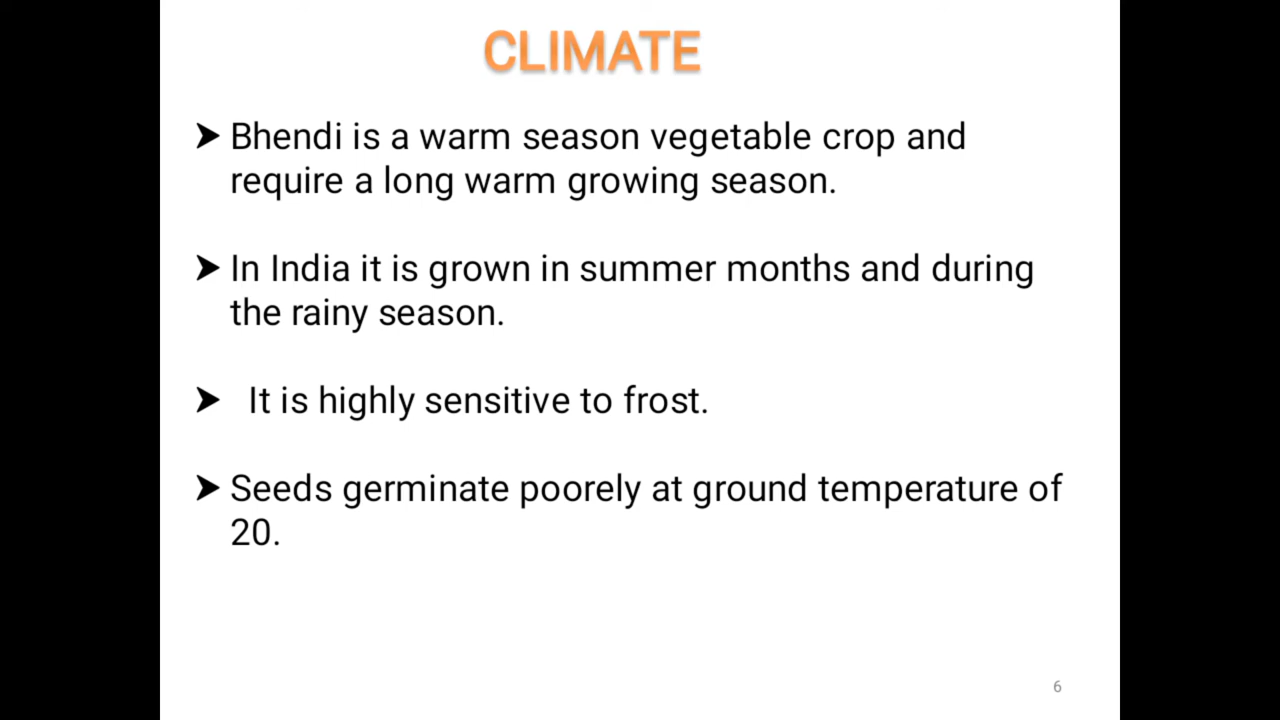 CLIMATE
➤ Bhendi is a warm season vegetable crop and
require a long warm growing season.
➤ In India it is grown in summer months and during
the rainy season.
➤ It is highly sensitive to frost.
➤ Seeds germinate poorely at ground temperature of
20.
6